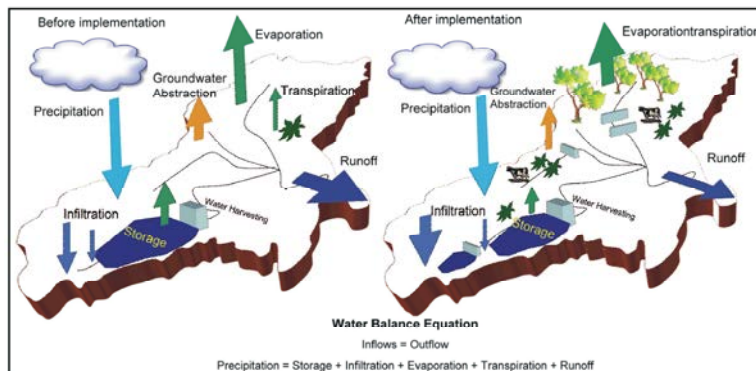 Before implementation
Evaporation
Groundwater
Abstraction
Transpiration
Precipitation
Runoff
Infiltration
Water Harvesting
Storage
After implementation
Evaporationtranspiration
Groundwater
Abstraction
Precipitation
Runoff
Infiltration
Water Harvesting
Storage
Water Balance Equation
Inflows = Outflow
Precipitation = Storage + Infiltration + Evaporation + Transpiration + Runoff